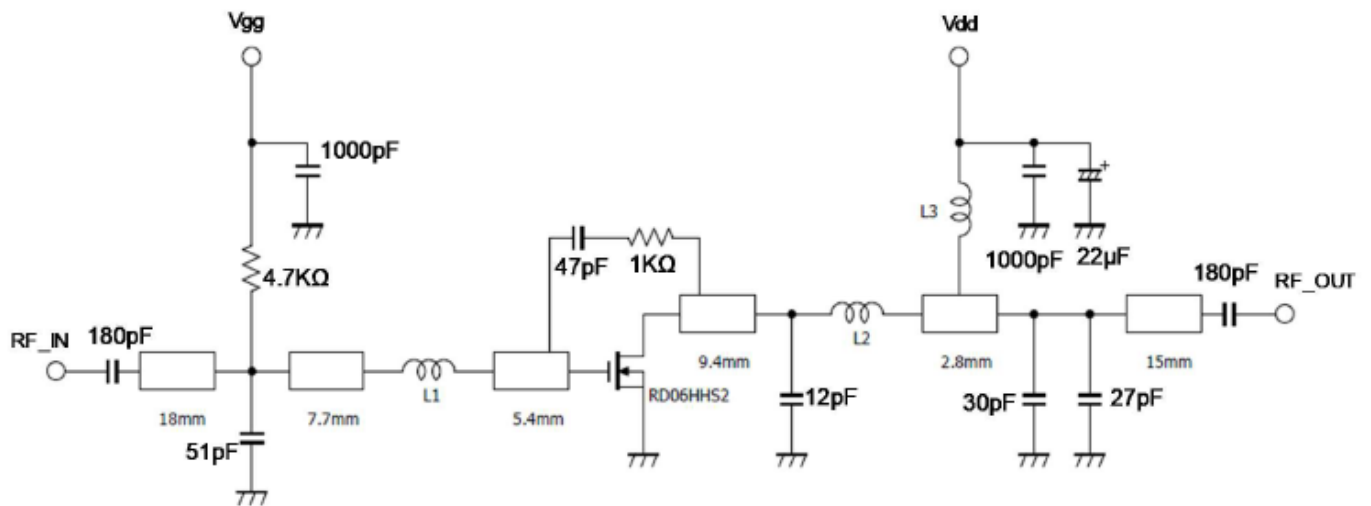 Vgg
Vdd
1000pF
L3
4.7KΩ
47pF
1KΩ
1000pF
22µF
180pF
RF_OUT
RF_IN
180pF
L2
L1
9.4mm
2.8mm
15mm
RD06HHS2
18mm
7.7mm
5.4mm
12pF
30pF
27pF
51pF
+